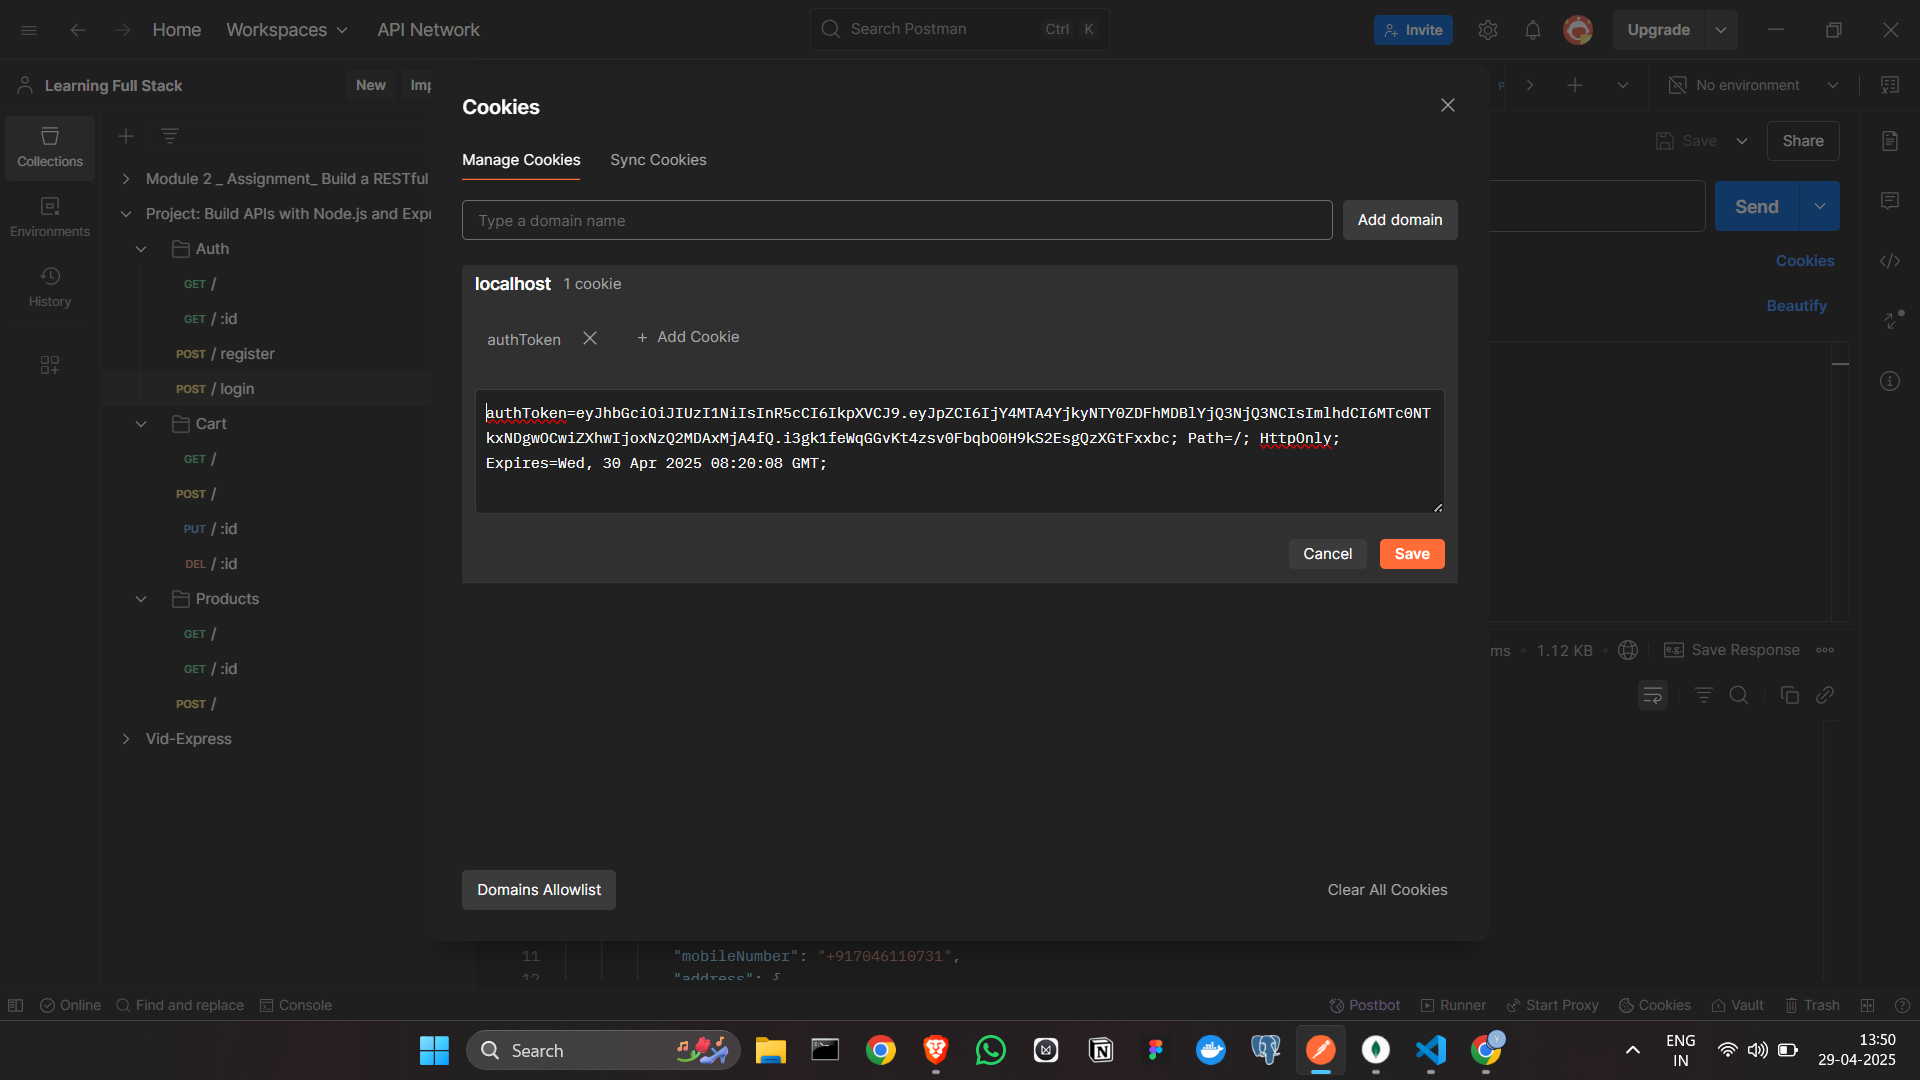 Home
Workspaces
API Network
Search Postman
Ctrl K
Invite
Upgrade
Learning Full Stack
New
Imp
No environment
Collections
Environments
History
Module 2 _ Assignment_ Build a RESTful
Project: Build APIs with Node.js and Expr
Auth
GET /
GET / :id
POST / register
POST / login
Cart
GET /
POST /
PUT / :id
DEL / :id
Products
GET /
GET / :id
POST /
Vid-Express
Cookies
Manage Cookies
Sync Cookies
Type a domain name
Add domain
localhost 1 cookie
authToken
+ Add Cookie
authToken=eyJhbGciOiJIUzI1NiIsInR5cCI6IkpXVCJ9.eyJpZCI6IjY4MTA4YjkyNTY0ZDFhMDBlYjQ3NjQ3NCIsImlhdCI6MTc0NT
kxNDgwOCwiZXhwIjoxNzQ2MDAxMjA4fQ.i3gk1feWqGGvKt4zsv0FbqbO0H9kS2EsgQzXGtFxxbc; Path=/; HttpOnly;
Expires=Wed, 30 Apr 2025 08:20:08 GMT;
Cancel
Save
Domains Allowlist
Clear All Cookies
Save
Share
Send
Cookies
Beautify
ms
1.12 KB
e.g.
Save Response
11 "mobileNumber": "+917046110731",
12 "address": {
Online
Find and replace
Console
Postbot
Runner
Start Proxy
Cookies
Vault
Trash
Search
ENG
IN
13:50
29-04-2025